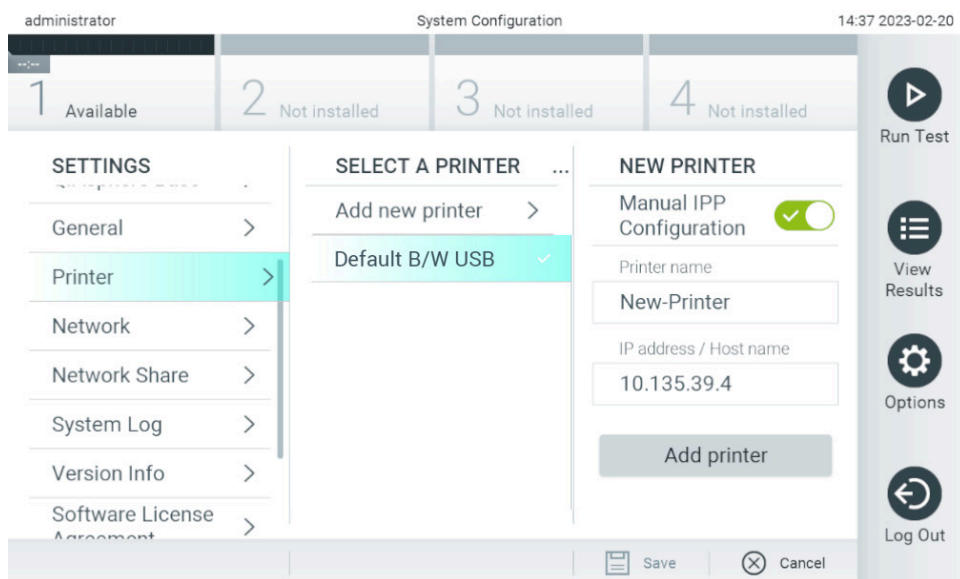 administrator
System Configuration
14:37 2023-02-20
--:--
1 Available
2 Not installed
3 Not installed
4 Not installed
Run Test
View
Results
Options
Log Out
SETTINGS
General
Printer
Network
Network Share
System Log
Version Info
Software License
Agreement
SELECT A PRINTER ...
Add new printer
Default B/W USB
NEW PRINTER
Manual IPP
Configuration
Printer name
New-Printer
IP address / Host name
10.135.39.4
Add printer
Save
Cancel